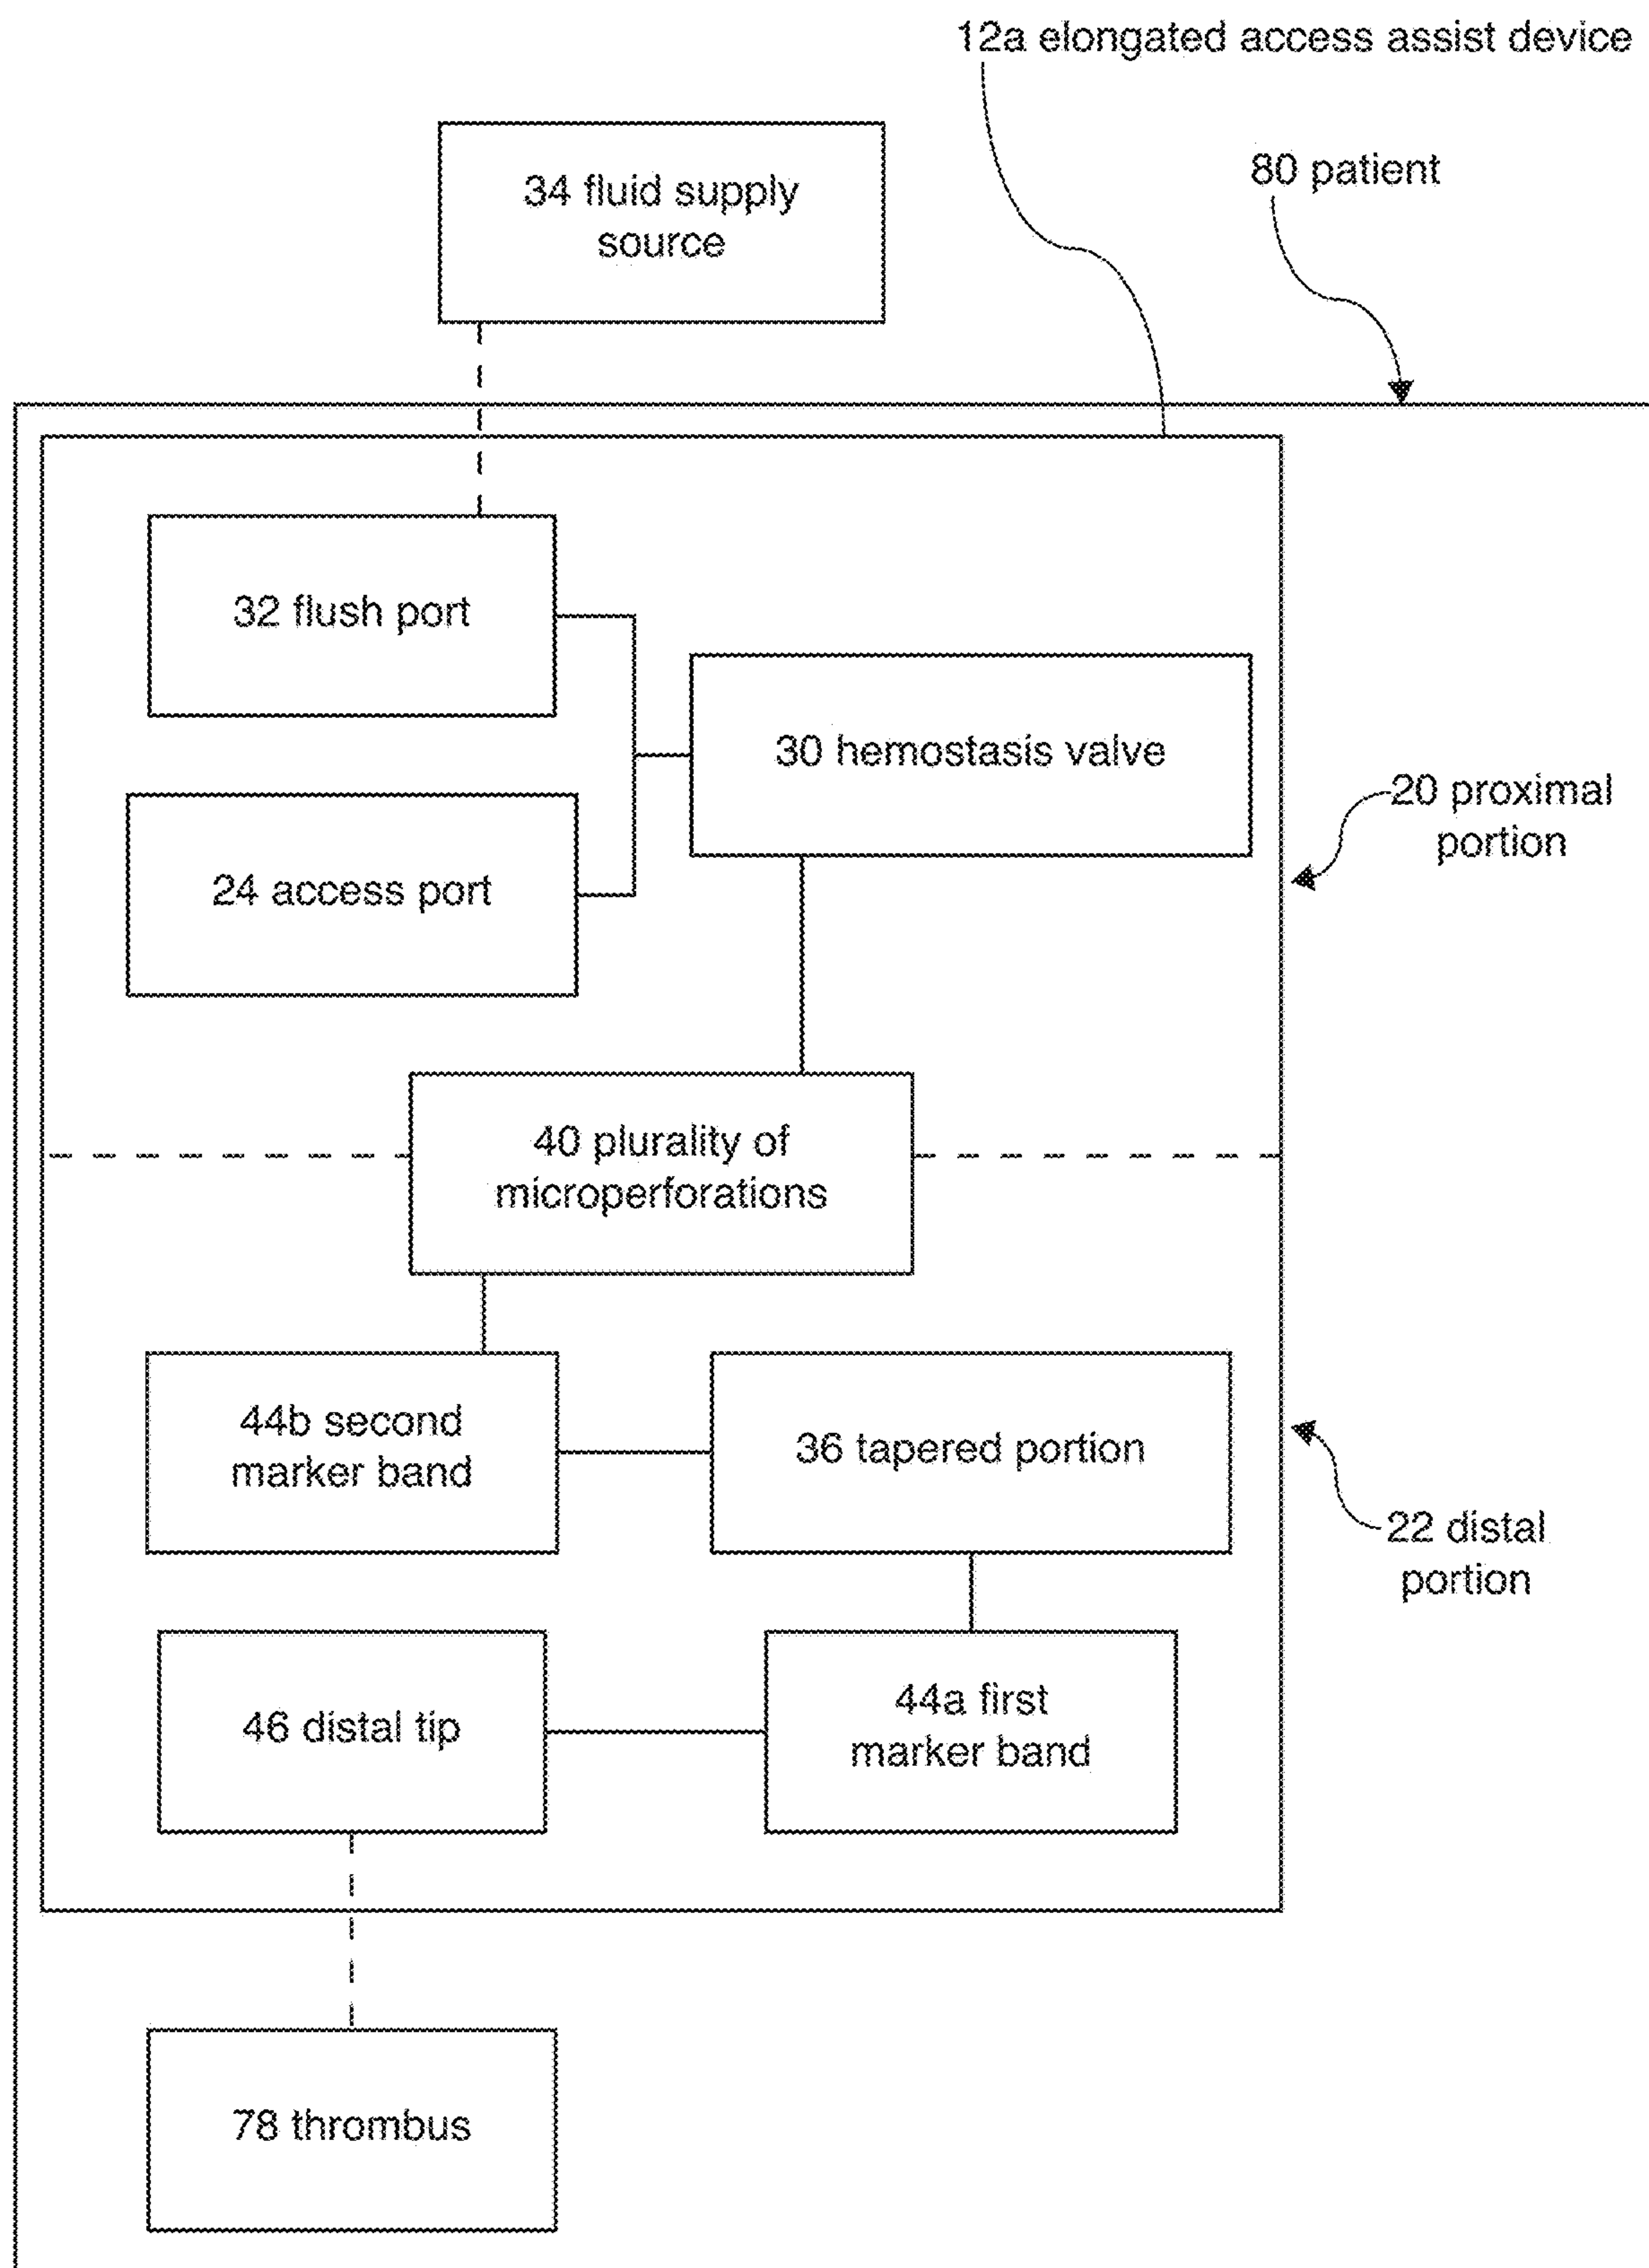 12a elongated access assist device
80 patient
34 fluid supply
source
32 flush port
30 hemostasis valve
20 proximal
portion
24 access port
40 plurality of
microperforations
44b second
marker band
36 tapered portion
22 distal
portion
46 distal tip
44a first
marker band
78 thrombus